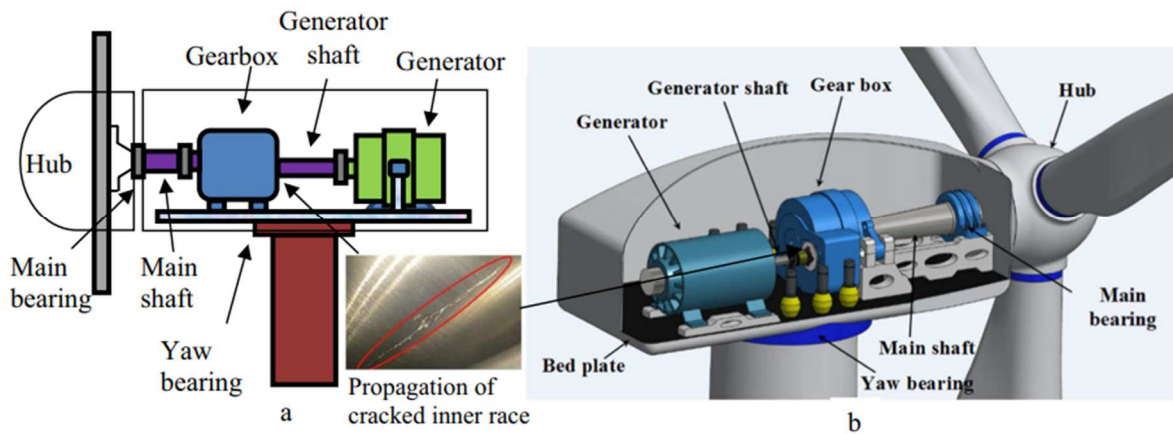 Generator
shaft
Gearbox
Generator
Hub
Main
bearing
Main
shaft
Yaw
bearing
Propagation of
cracked inner race
a
Generator shaft
Gear box
Hub
Generator
Main
bearing
Main shaft
Bed plate
Yaw bearing
b